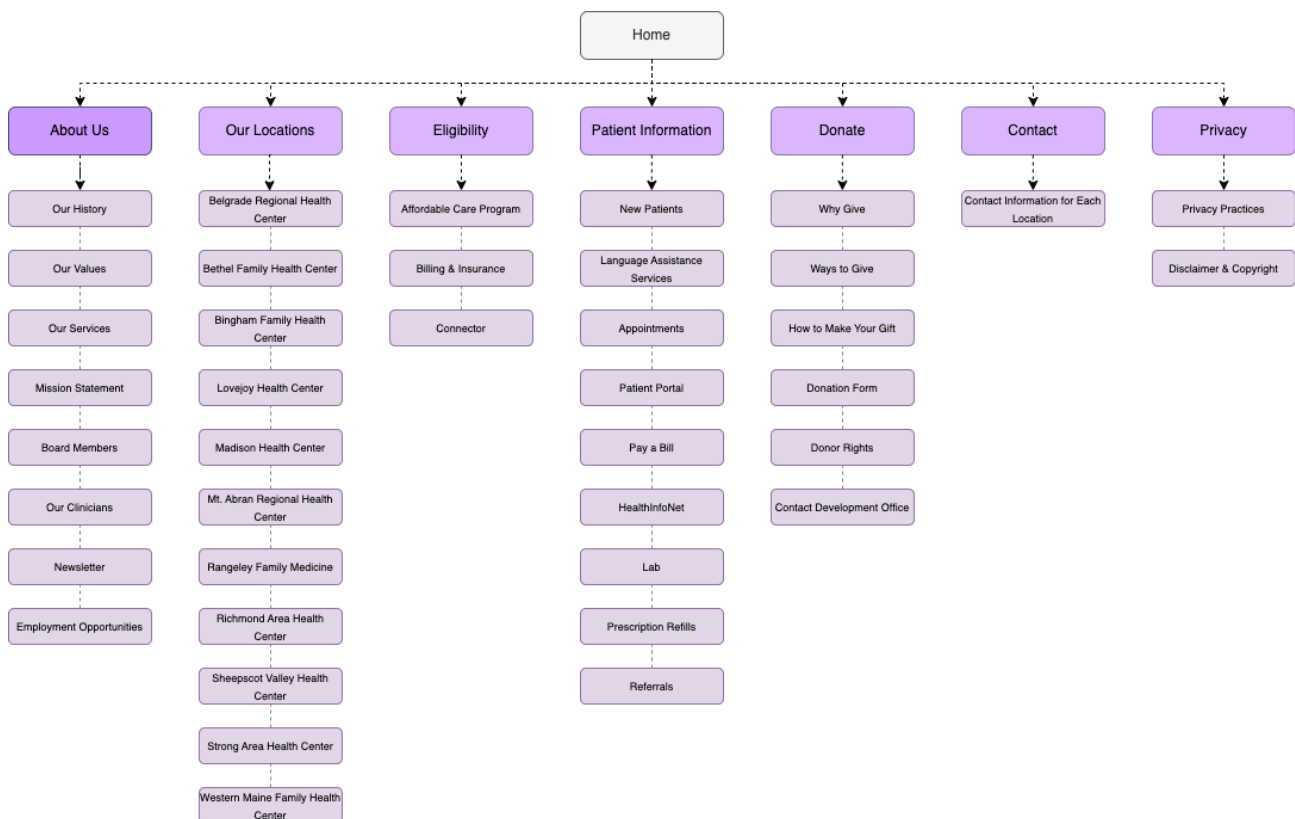 Home
About Us
Our Locations
Eligibility
Patient Information
Donate
Contact
Privacy
Our History
Our Values
Our Services
Mission Statement
Board Members
Our Clinicians
Newsletter
Employment Opportunities
Belgrade Regional Health
Center
Bethel Family Health Center
Bingham Family Health
Center
Lovejoy Health Center
Madison Health Center
Mt. Abran Regional Health
Center
Rangeley Family Medicine
Richmond Area Health
Center
Sheepscot Valley Health
Center
Strong Area Health Center
Western Maine Family Health
Center
Affordable Care Program
Billing & Insurance
Connector
New Patients
Language Assistance
Services
Appointments
Patient Portal
Pay a Bill
HealthInfoNet
Lab
Prescription Refills
Referrals
Why Give
Ways to Give
How to Make Your Gift
Donation Form
Donor Rights
Contact Development Office
Contact Information for Each
Location
Privacy Practices
Disclaimer & Copyright